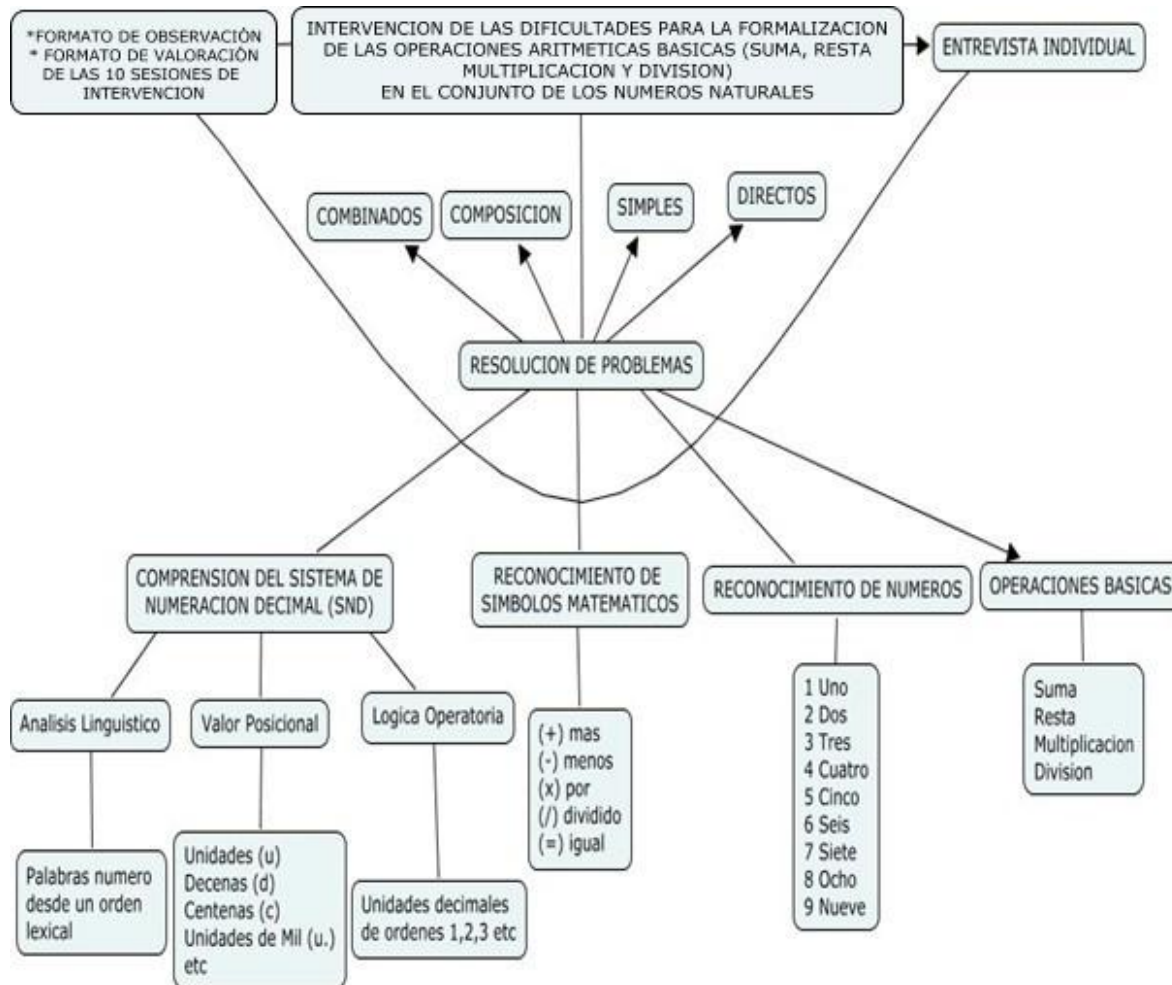 *FORMATO DE OBSERVACIÓN
* FORMATO DE VALORACIÓN
DE LAS 10 SESIONES DE
INTERVENCION
INTERVENCION DE LAS DIFICULTADES PARA LA FORMALIZACION
DE LAS OPERACIONES ARITMETICAS BASICAS (SUMA, RESTA
MULTIPLICACION Y DIVISION)
EN EL CONJUNTO DE LOS NUMEROS NATURALES
ENTREVISTA INDIVIDUAL
COMBINADOS
COMPOSICION
SIMPLES
DIRECTOS
RESOLUCION DE PROBLEMAS
COMPRENSION DEL SISTEMA DE
NUMERACION DECIMAL (SND)
RECONOCIMIENTO DE
SIMBOLOS MATEMATICOS
RECONOCIMIENTO DE NUMEROS
OPERACIONES BASICAS
Analisis Linguistico
Valor Posicional
Logica Operatoria
Palabras numero
desde un orden
lexical
Unidades (u)
Decenas (d)
Centenas (c)
Unidades de Mil (u.)
etc
Unidades decimales
de ordenes 1,2,3 etc
(+) mas
(-) menos
(x) por
(/) dividido
(=) igual
1 Uno
2 Dos
3 Tres
4 Cuatro
5 Cinco
6 Seis
7 Siete
8 Ocho
9 Nueve
Suma
Resta
Multiplicacion
Division